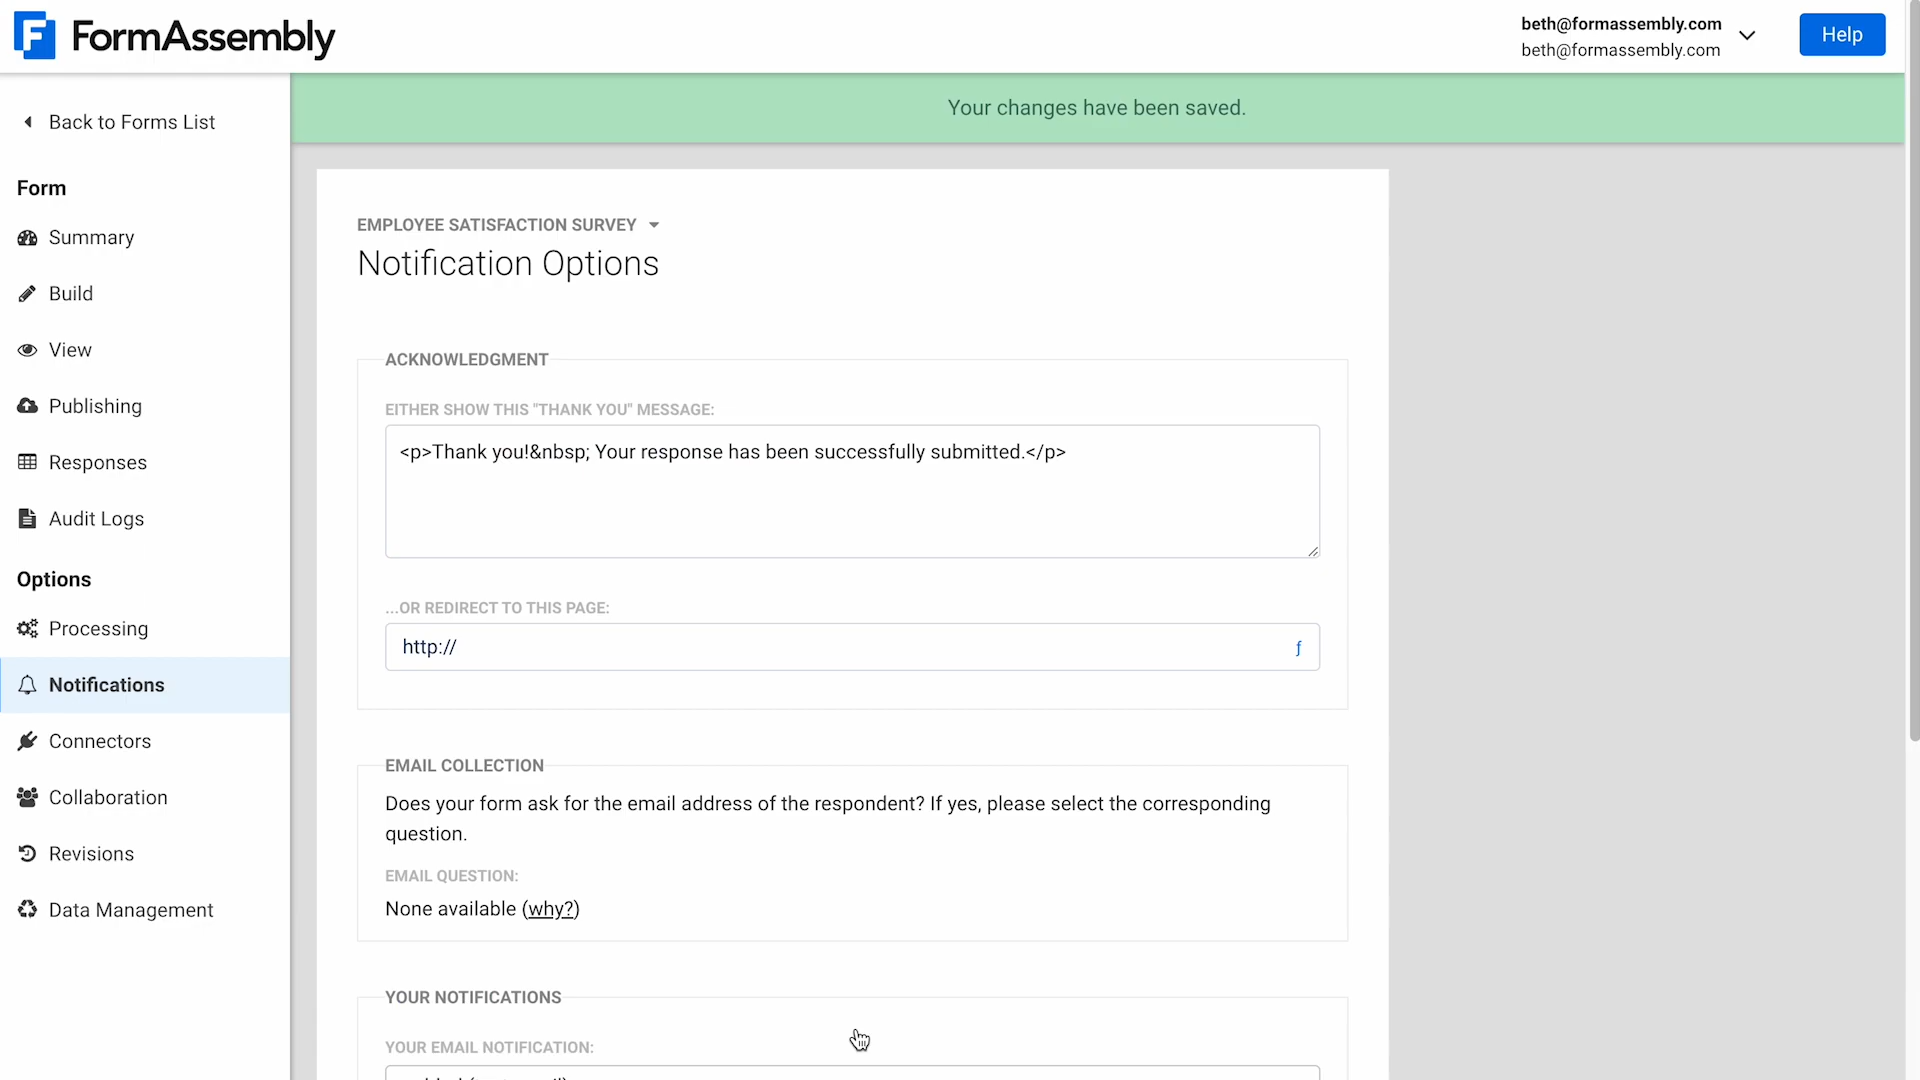 FormAssembly
beth@formassembly.com
beth@formassembly.com
Help
Back to Forms List
Your changes have been saved.
Form
Summary
Build
View
Publishing
Responses
Audit Logs
Options
Processing
Notifications
Connectors
Collaboration
Revisions
Data Management
EMPLOYEE SATISFACTION SURVEY
Notification Options
ACKNOWLEDGMENT
EITHER SHOW THIS "THANK YOU" MESSAGE:
<p>Thank you!&nbsp; Your response has been successfully submitted.</p>
...OR REDIRECT TO THIS PAGE:
http://
EMAIL COLLECTION
Does your form ask for the email address of the respondent? If yes, please select the corresponding
question.
EMAIL QUESTION:
None available (why?)
YOUR NOTIFICATIONS
YOUR EMAIL NOTIFICATION: